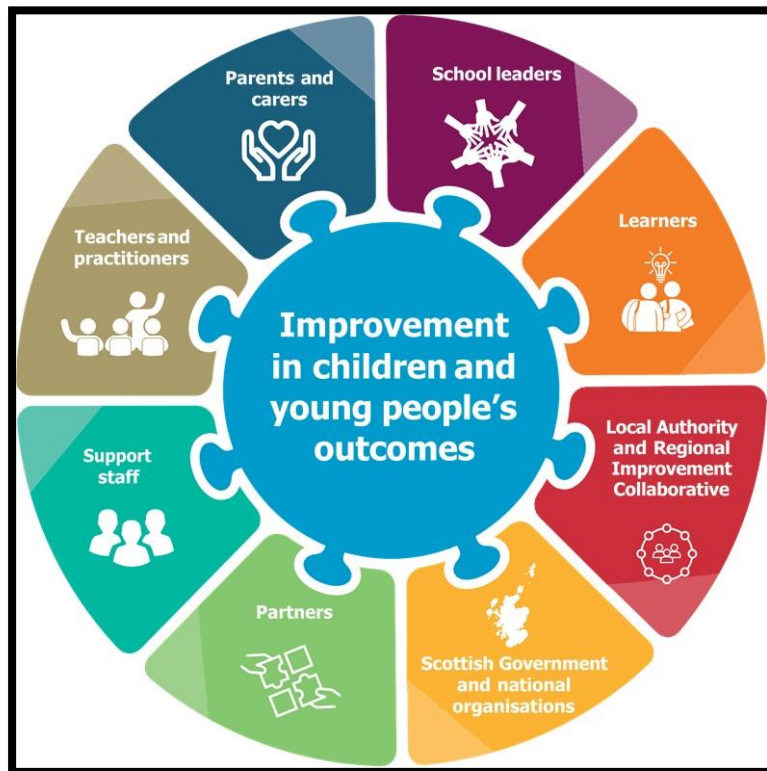 Parents and
carers
School leaders
Learners
Local Authority
and Regional
Improvement
Collaborative
Scottish Government
and national
organisations
Partners
Support
staff
Teachers and
practitioners
Improvement
in children and
young people's
outcomes